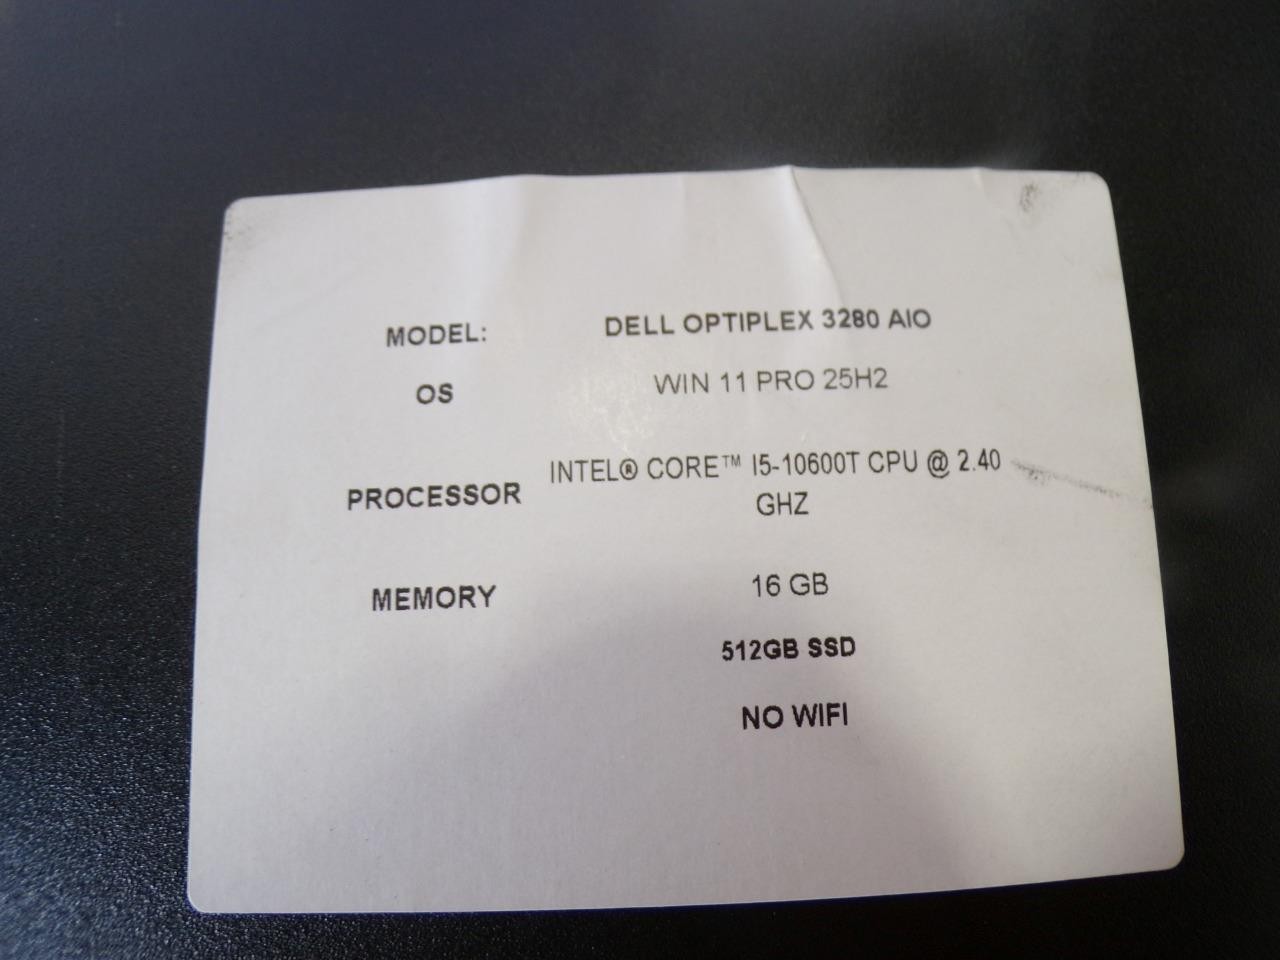 MODEL: DELL OPTIPLEX 3280 AIO
OS WIN 11 PRO 25H2
PROCESSOR INTEL® CORE™ I5-10600T CPU @ 2.40
GHZ
MEMORY 16 GB
512GB SSD
NO WIFI